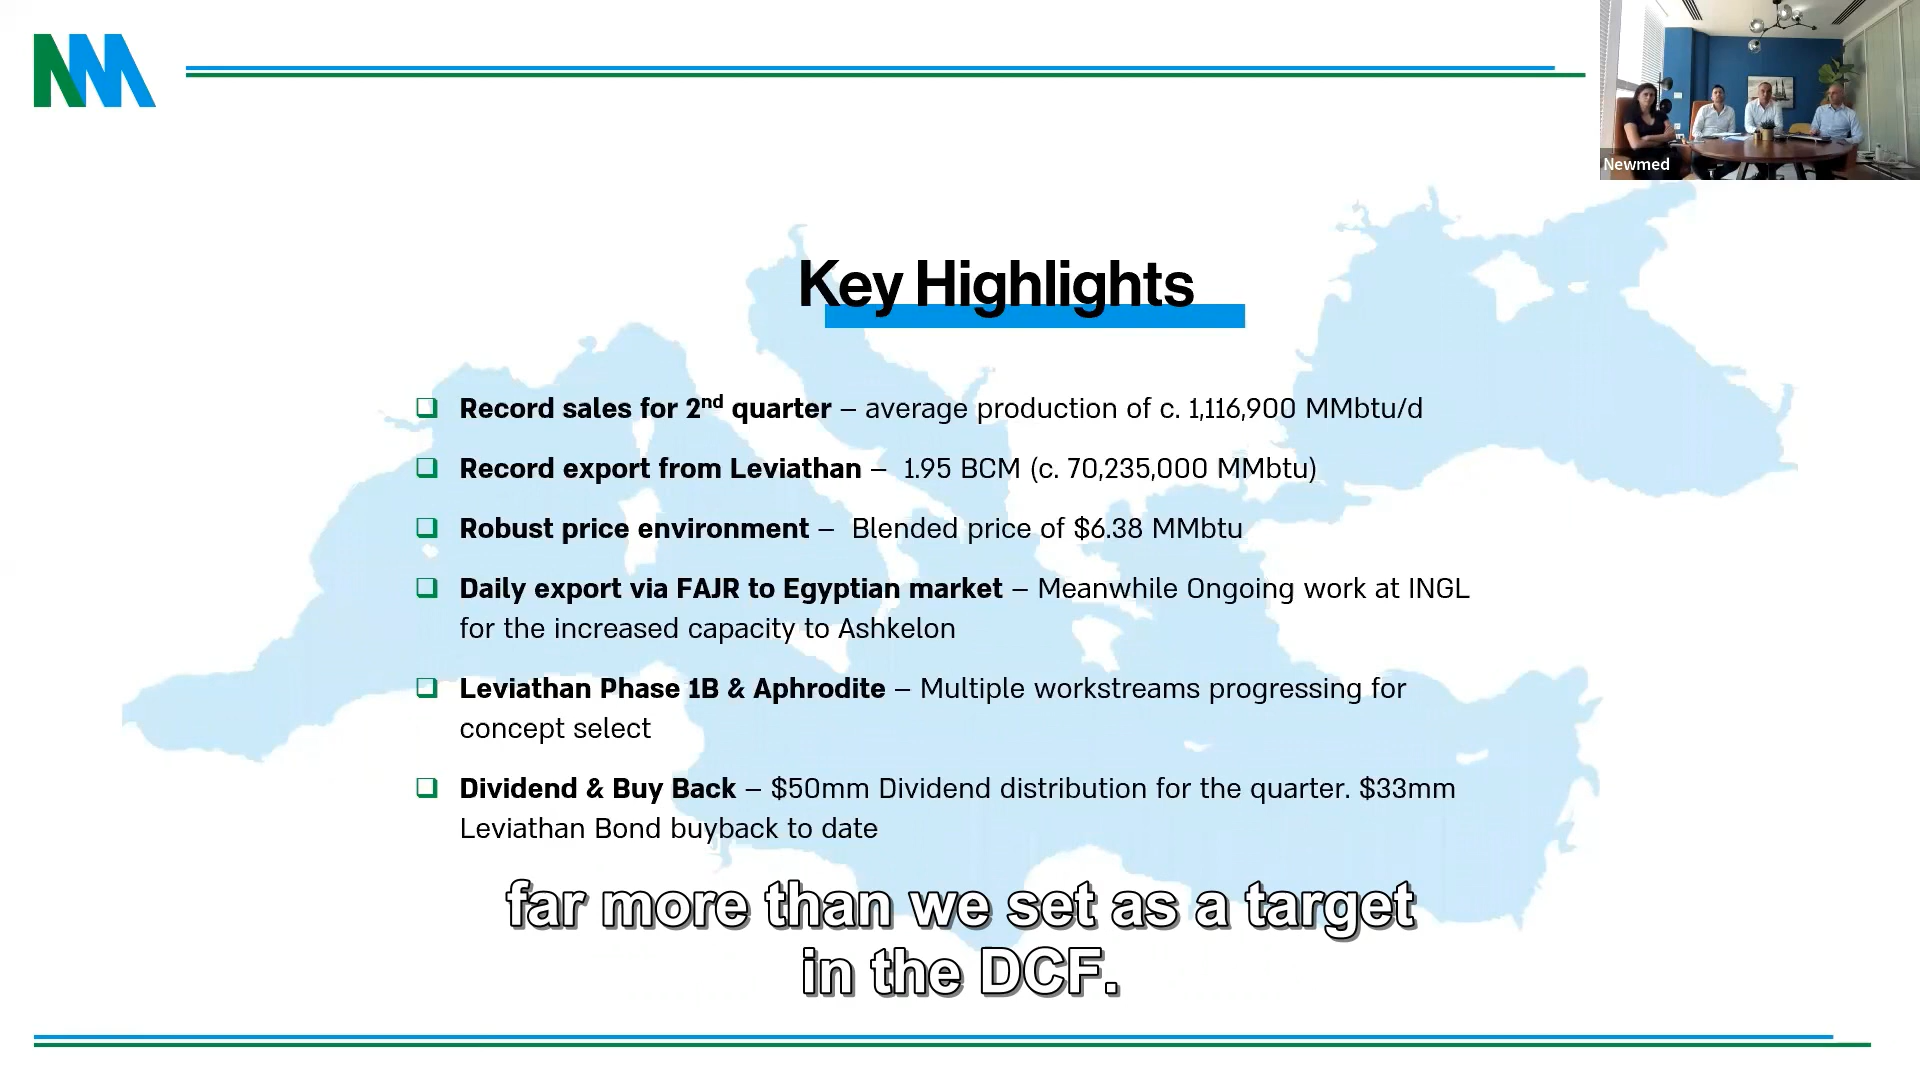 NM
Newmed
Key Highlights
❑ Record sales for 2nd quarter – average production of c. 1,116,900 MMbtu/d
❑ Record export from Leviathan – 1.95 BCM (c. 70,235,000 MMbtu)
❑ Robust price environment – Blended price of $6.38 MMbtu
❑ Daily export via FAJR to Egyptian market – Meanwhile Ongoing work at INGL
for the increased capacity to Ashkelon
❑ Leviathan Phase 1B & Aphrodite – Multiple workstreams progressing for
concept select
❑ Dividend & Buy Back – $50mm Dividend distribution for the quarter. $33mm
Leviathan Bond buyback to date
far more than we set as a target
in the DCF.